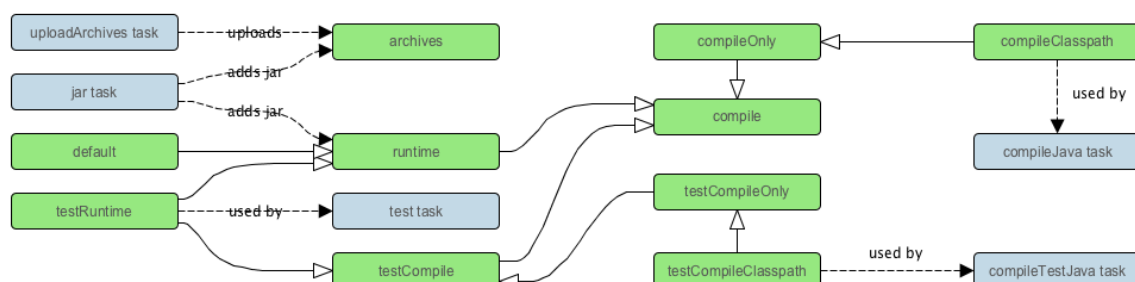 uploadArchives task
uploads
archives
compileOnly
compileClasspath
adds jar
jar task
used by
adds jar
compile
default
runtime
compileJava task
testCompileOnly
testRuntime
used by
test task
used by
testCompile
testCompileClasspath
compileTestJava task